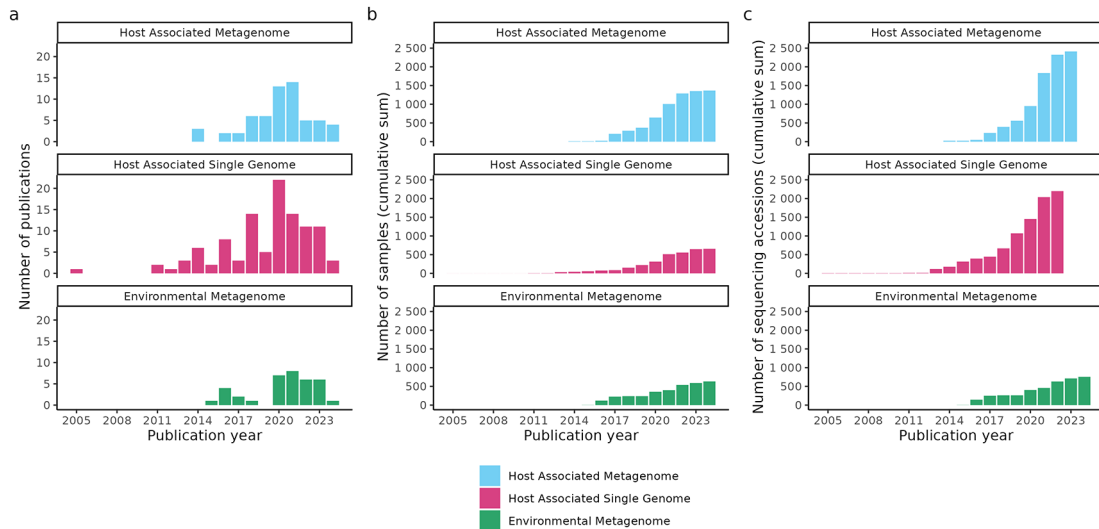 a
Number of publications
Host Associated Metagenome
20
15
10
5
0
Host Associated Single Genome
20
15
10
5
0
Environmental Metagenome
20
15
10
5
0
2005 2008 2011 2014 2017 2020 2023
Publication year
b
Number of samples (cumulative sum)
Host Associated Metagenome
2 500
2 000
1 500
1 000
500
0
Host Associated Single Genome
2 500
2 000
1 500
1 000
500
0
Environmental Metagenome
2 500
2 000
1 500
1 000
500
0
2005 2008 2011 2014 2017 2020 2023
Publication year
c
Number of sequencing accessions (cumulative sum)
Host Associated Metagenome
2 500
2 000
1 500
1 000
500
0
Host Associated Single Genome
2 500
2 000
1 500
1 000
500
0
Environmental Metagenome
2 500
2 000
1 500
1 000
500
0
2005 2008 2011 2014 2017 2020 2023
Publication year
Host Associated Metagenome
Host Associated Single Genome
Environmental Metagenome